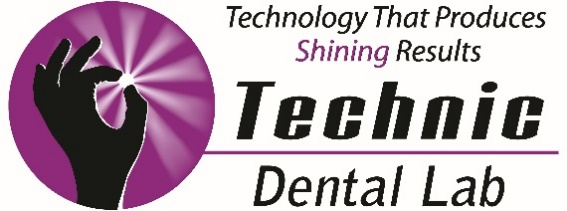 Technology That Produces
Shining Results
Technic
Dental Lab